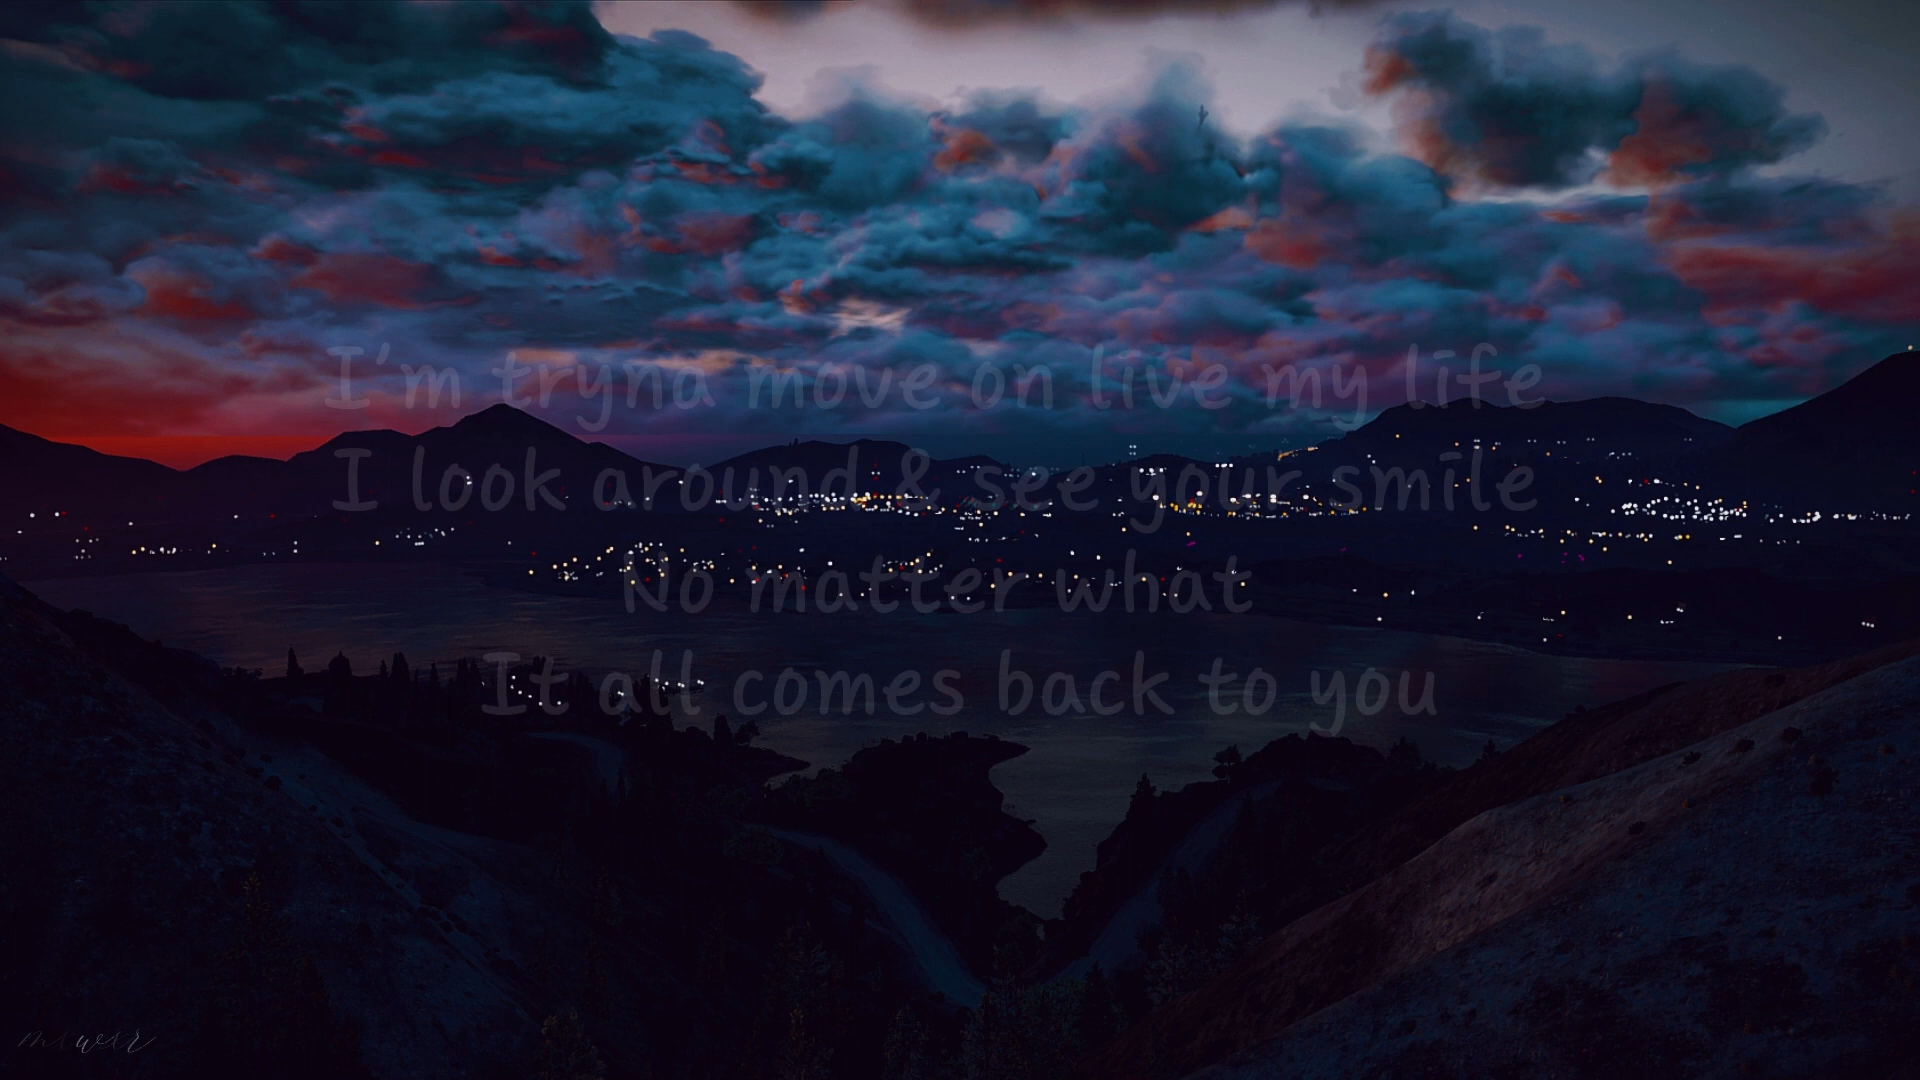 I'm tryna move on live my life
I look around & see your smile
No matter what
It all comes back to you